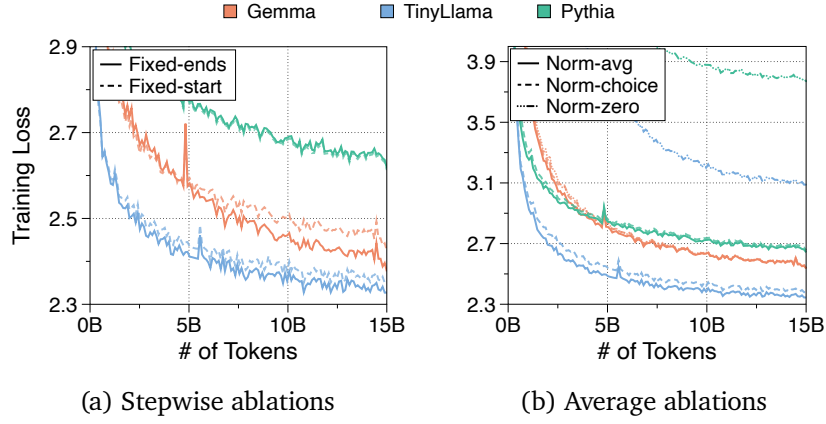 Gemma TinyLlama Pythia
Training Loss
2.9
2.7
2.5
2.3
Fixed-ends
Fixed-start
0B 5B 10B 15B
# of Tokens
(a) Stepwise ablations
3.9
3.5
3.1
2.7
2.3
Norm-avg
Norm-choice
Norm-zero
0B 5B 10B 15B
# of Tokens
(b) Average ablations